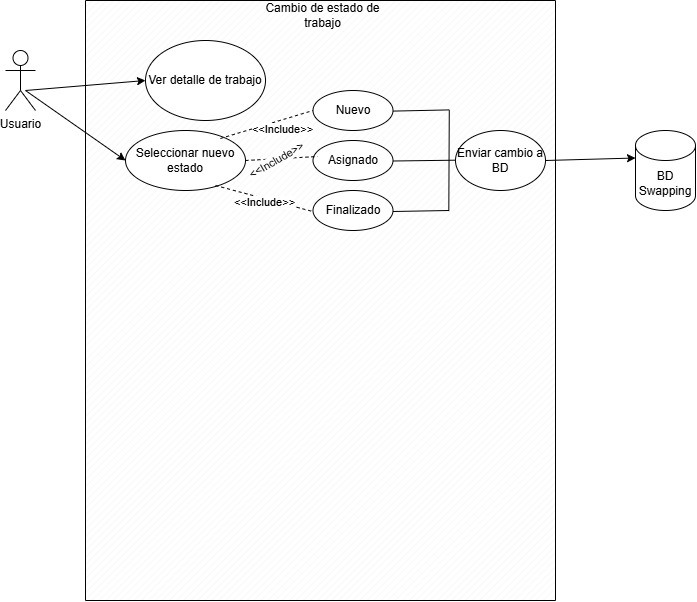 Cambio de estado de
trabajo
Usuario
Ver detalle de trabajo
Seleccionar nuevo
estado
<<Include>>
<<Include>>
<<Include>>
Nuevo
Asignado
Finalizado
Enviar cambio a
BD
BD
Swapping